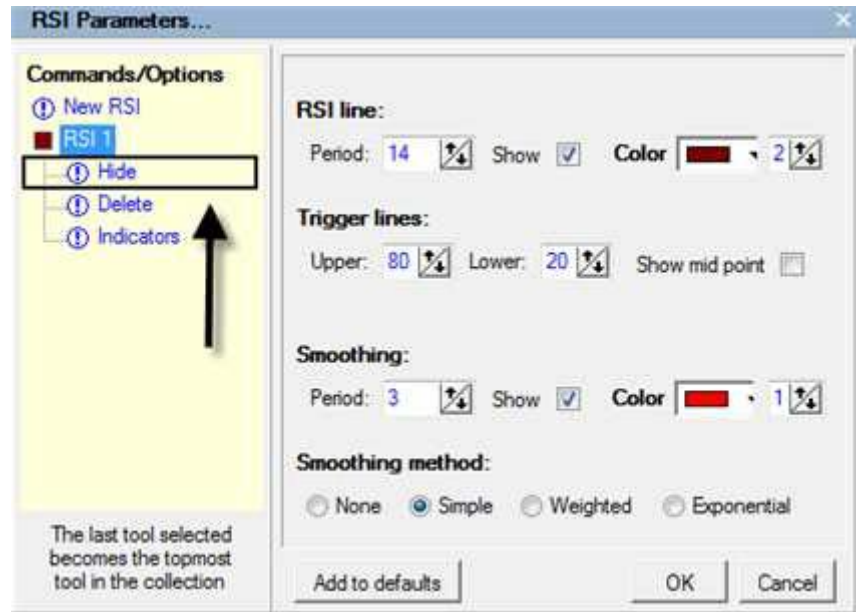 RSI Parameters...
Commands/Options
New RSI
RSI 1
Hide
Delete
Indicators
The last tool selected
becomes the topmost
tool in the collection
RSI line:
Period: 14 Show Color 2
Trigger lines:
Upper: 80 Lower: 20 Show mid point
Smoothing:
Period: 3 Show Color 1
Smoothing method:
None Simple Weighted Exponential
Add to defaults OK Cancel